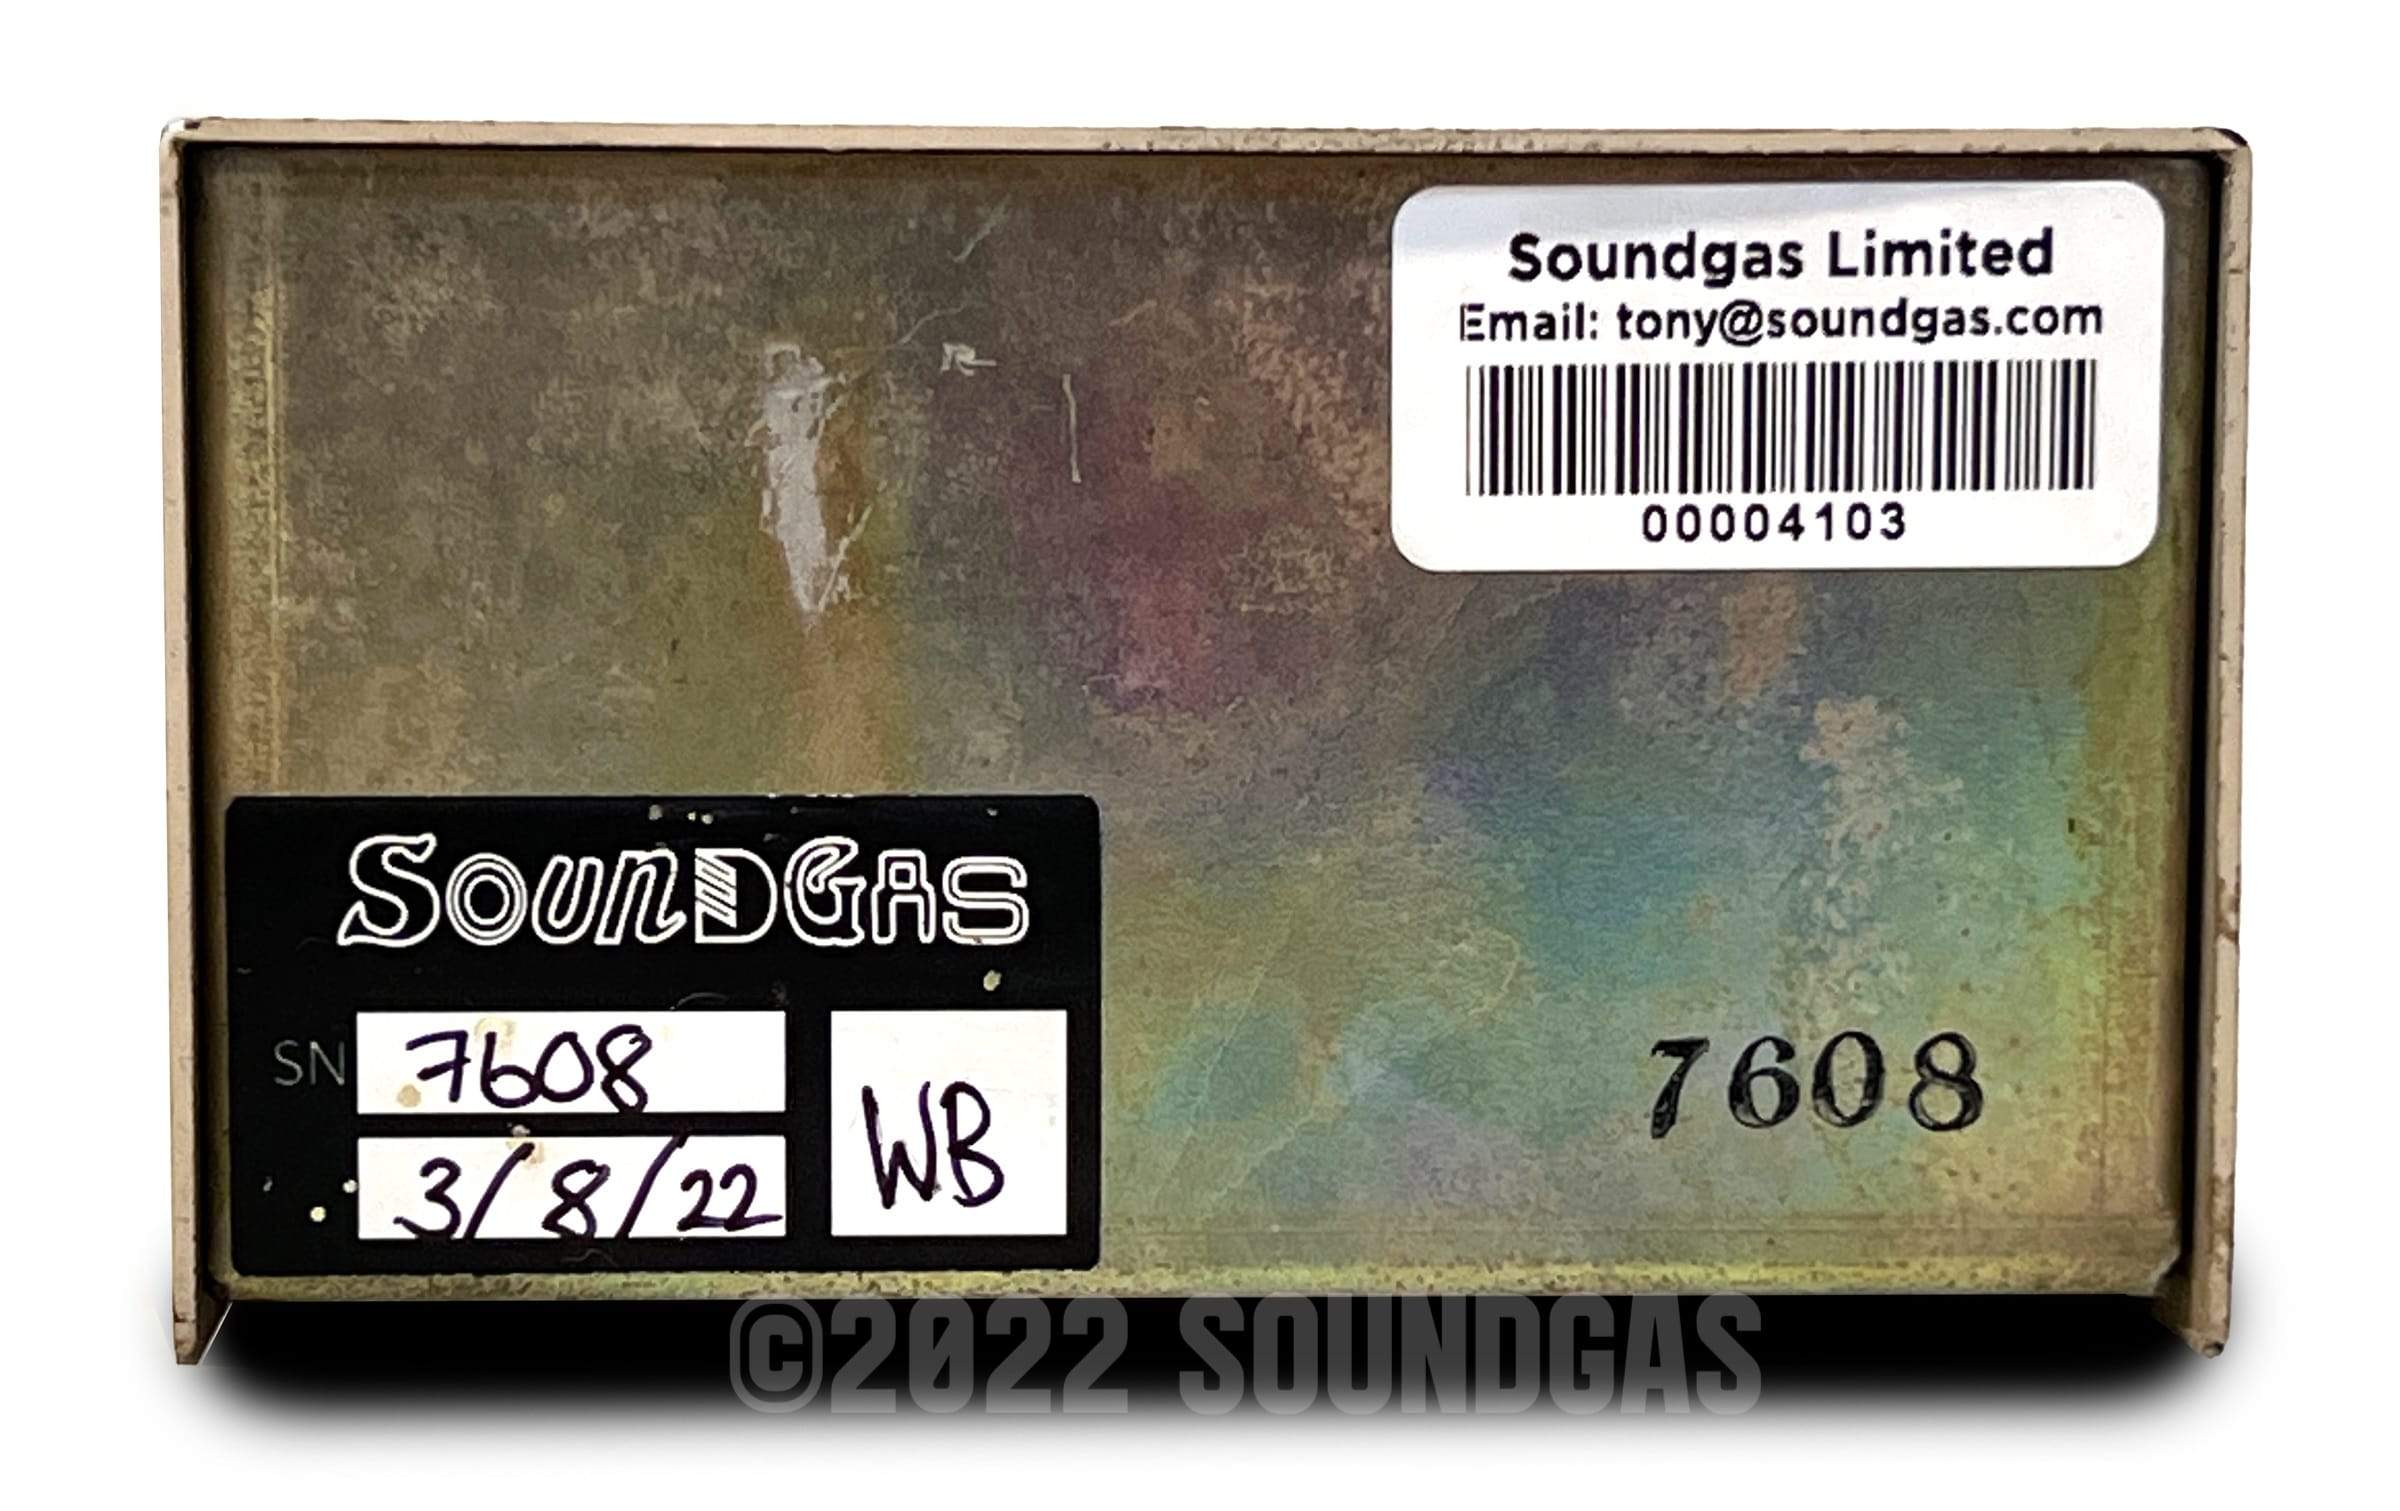 Soundgas Limited
Email: tony@soundgas.com
00004103
SOUNDGAS
SN 7608
3/8/22
WB
7608
©2022 SOUNDGAS